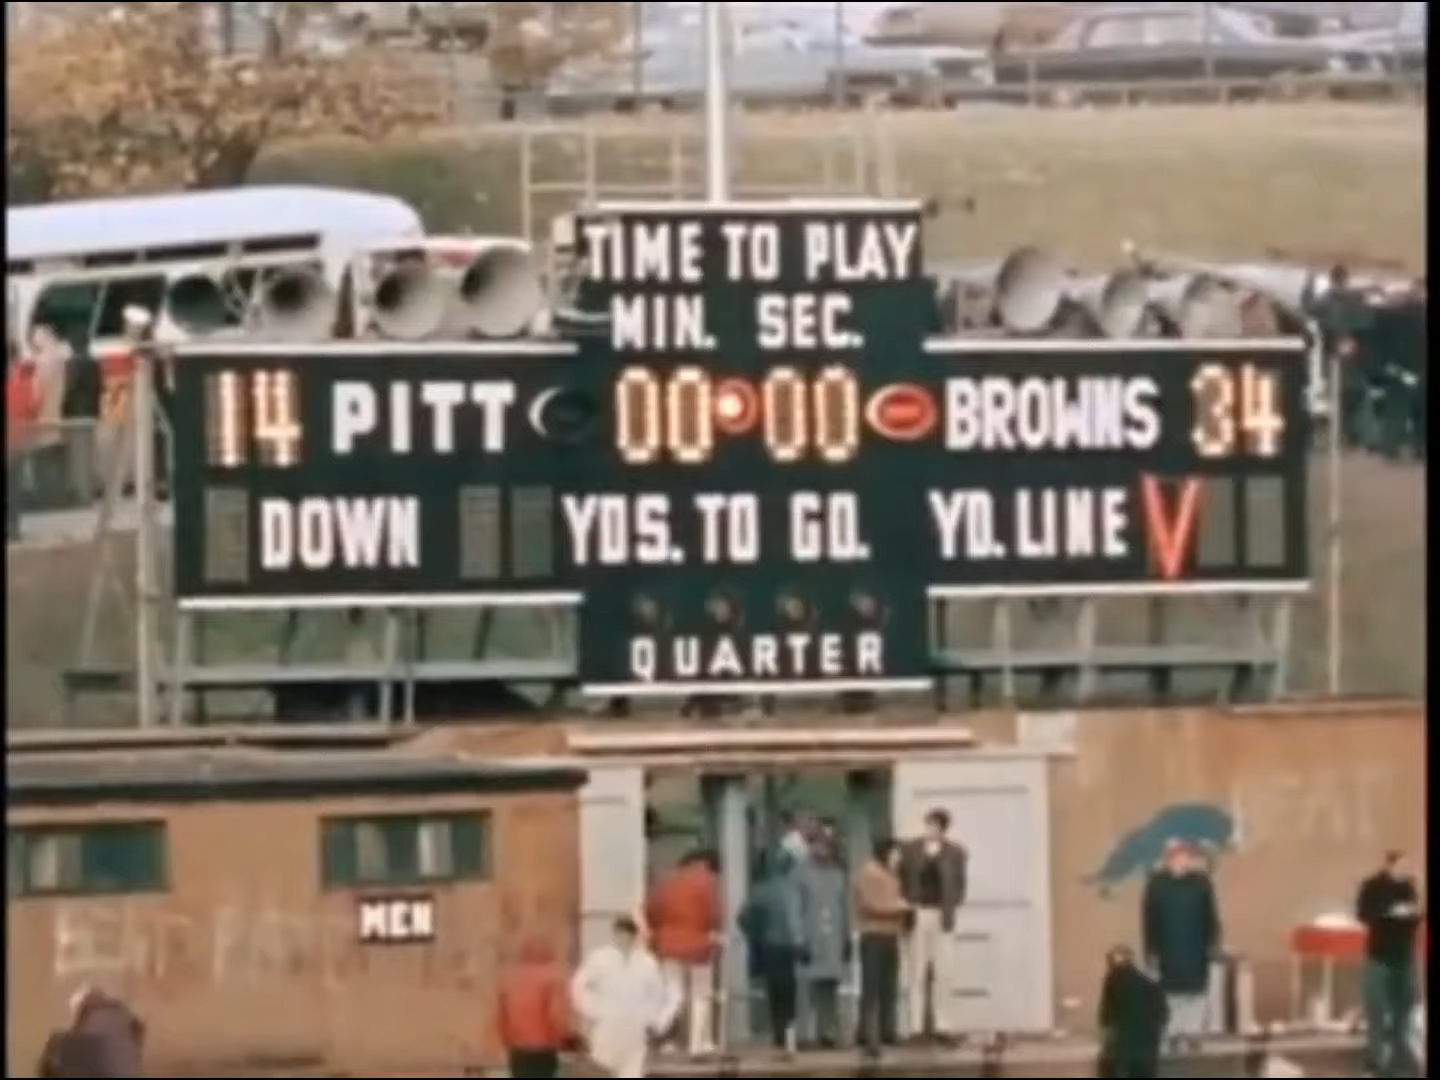 TIME TO PLAY
MIN. SEC.
14 PITT 00 00 BROWNS 34
DOWN YDS. TO GO. YD. LINE V
QUARTER
MEN